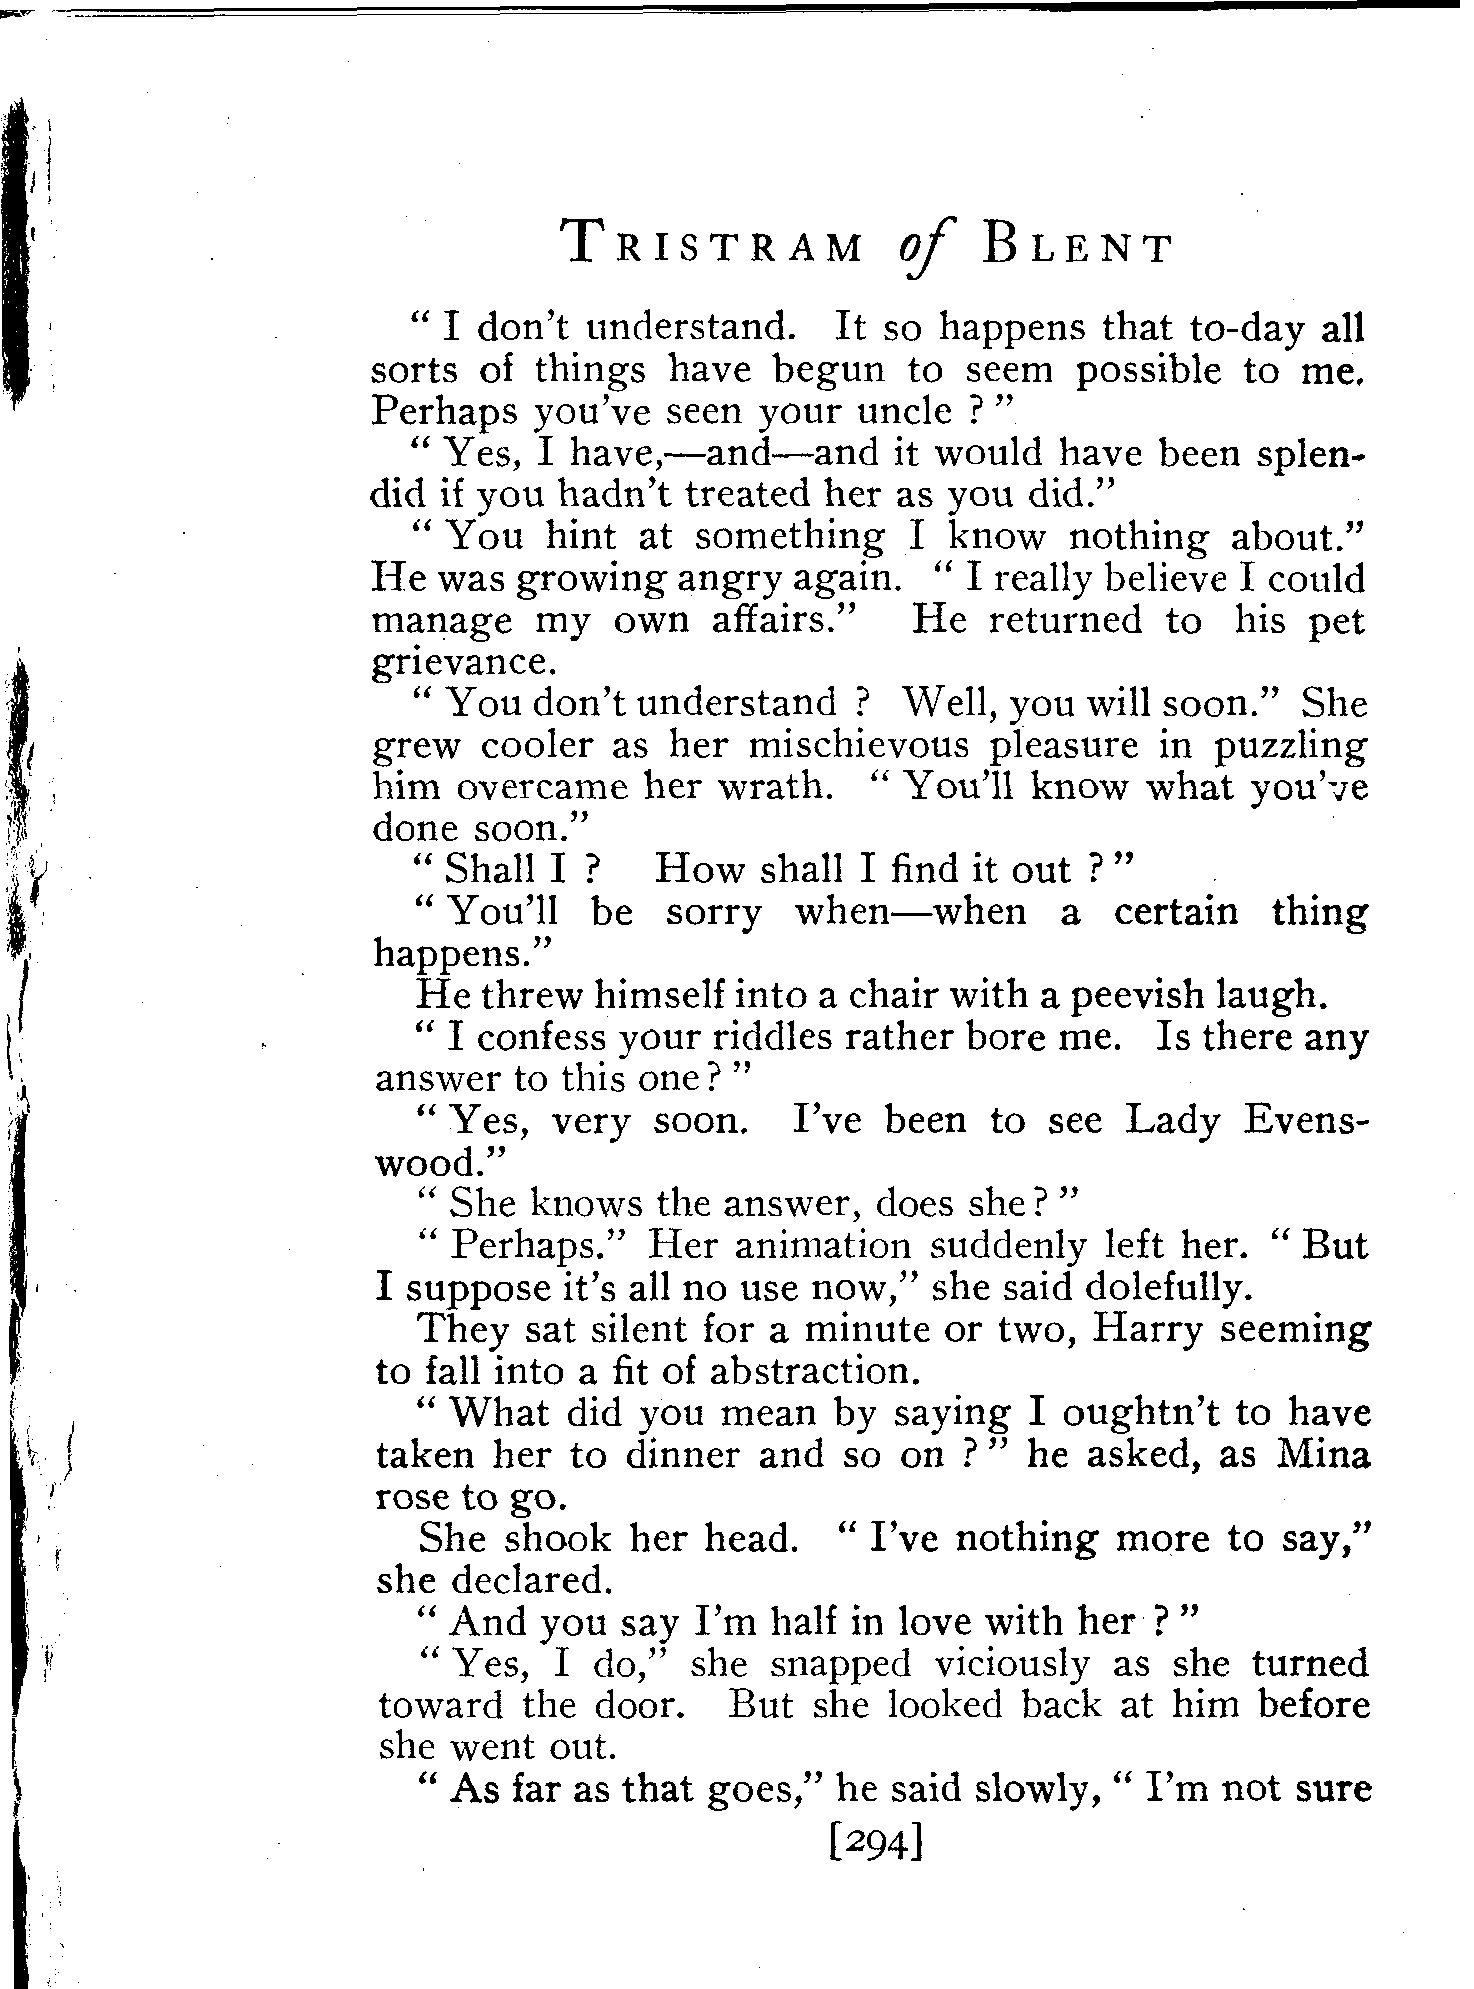 TRISTRAM of BLENT
“ I don't understand. It so happens that to-day all
sorts of things have begun to seem possible to me.
Perhaps you've seen your uncle ? ”
“ Yes, I have,—and—and it would have been splen-
did if you hadn't treated her as you did.”
“ You hint at something I know nothing about.”
He was growing angry again. “ I really believe I could
manage my own affairs.” He returned to his pet
grievance.
“ You don't understand ? Well, you will soon.” She
grew cooler as her mischievous pleasure in puzzling
him overcame her wrath. “ You'll know what you've
done soon.”
“ Shall I ? How shall I find it out ? ”
“ You'll be sorry when—when a certain thing
happens.”
He threw himself into a chair with a peevish laugh.
“ I confess your riddles rather bore me. Is there any
answer to this one? ”
“ Yes, very soon. I've been to see Lady Evens-
wood.”
“ She knows the answer, does she? ”
“ Perhaps.” Her animation suddenly left her. “ But
I suppose it's all no use now,” she said dolefully.
They sat silent for a minute or two, Harry seeming
to fall into a fit of abstraction.
“ What did you mean by saying I oughtn't to have
taken her to dinner and so on ? ” he asked, as Mina
rose to go.
She shook her head. “ I've nothing more to say,”
she declared.
“ And you say I'm half in love with her ? ”
“ Yes, I do,” she snapped viciously as she turned
toward the door. But she looked back at him before
she went out.
“ As far as that goes,” he said slowly, “ I'm not sure
[294]